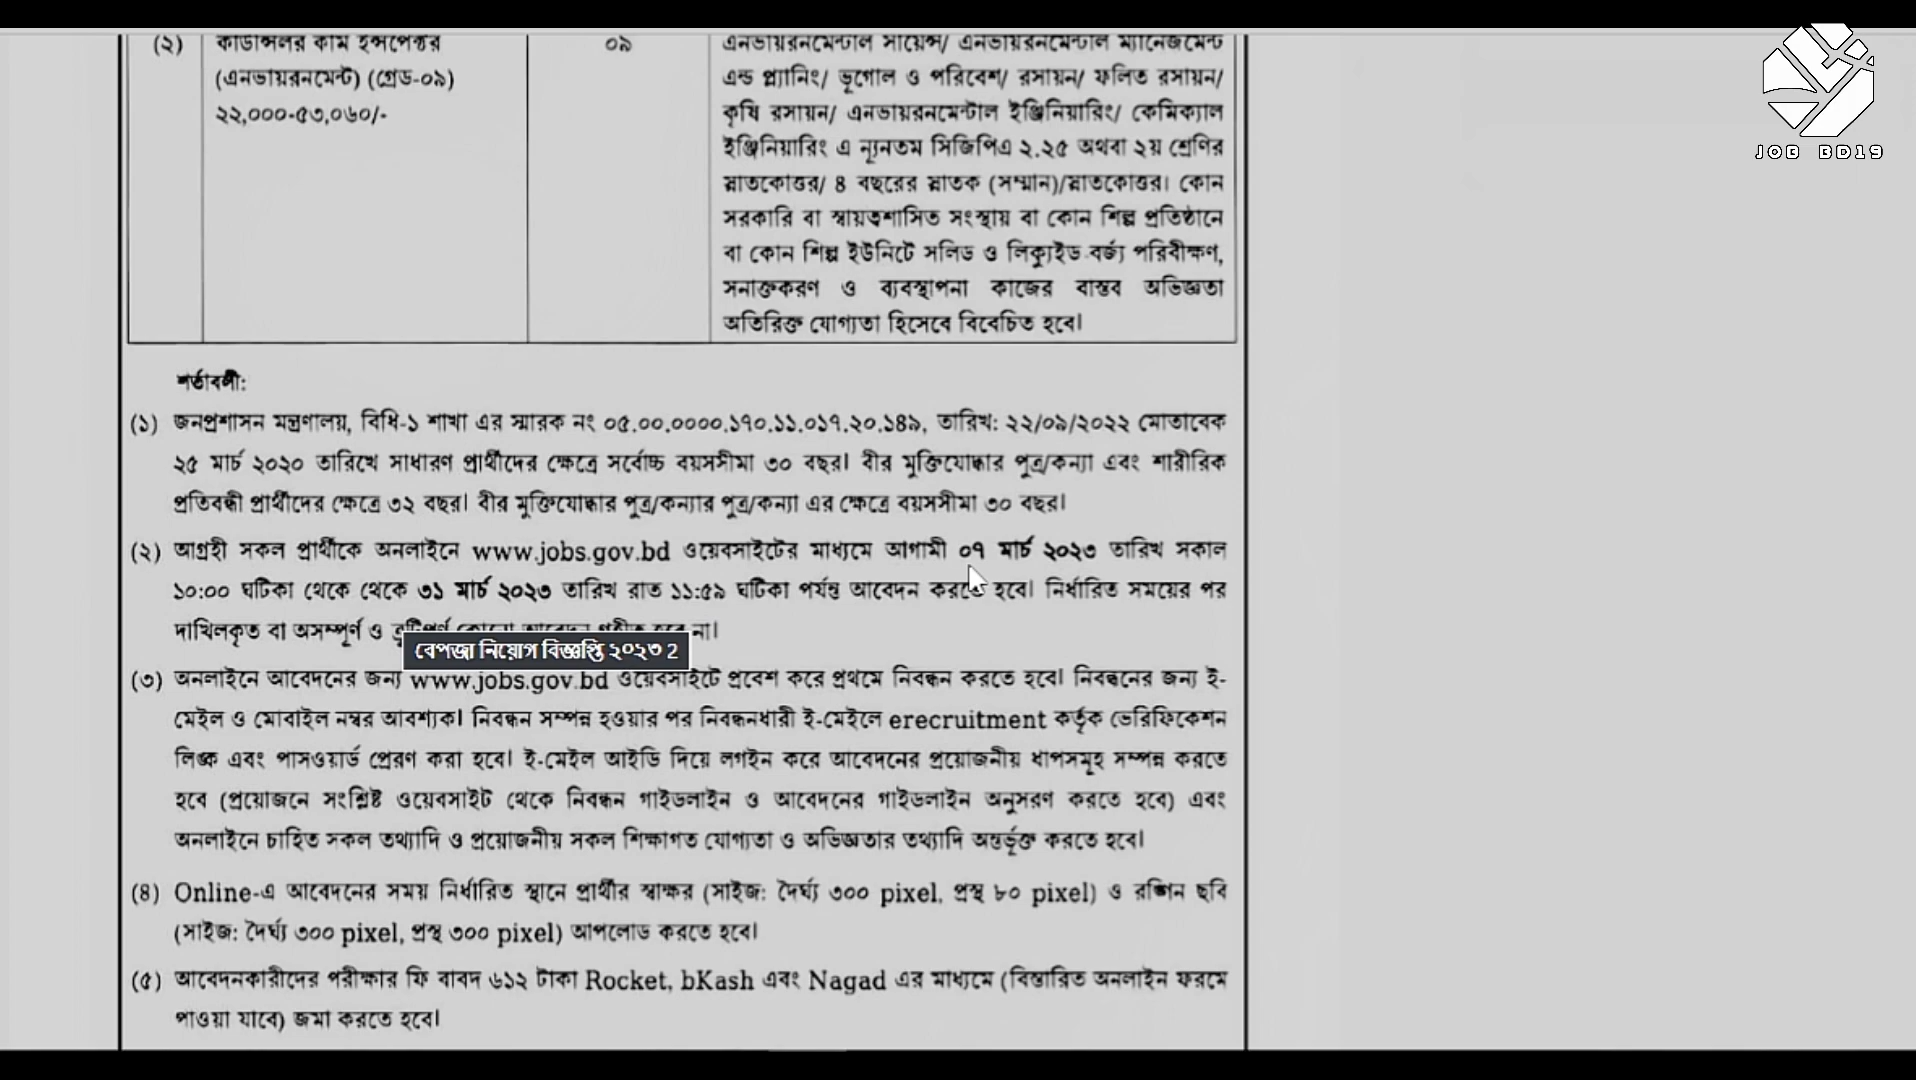 (২) কাউন্সিলর কাম ইন্সপেক্টর ০৯ এনভায়রনমেন্টাল সায়েন্স/ এনভায়রনমেন্টাল ম্যানেজমেন্ট
(এনভায়রনমেন্ট) (গ্রেড-০৯) এন্ড প্ল্যানিং/ ভূগোল ও পরিবেশ/ রসায়ন/ ফলিত রসায়ন/
২২,০০০-৫৩,০৬০/- কৃষি রসায়ন/ এনভায়রনমেন্টাল ইঞ্জিনিয়ারিং/ কেমিক্যাল
ইঞ্জিনিয়ারিং এ ন্যূনতম সিজিপিএ ২.২৫ অথবা ২য় শ্রেণির
স্নাতকোত্তর/ ৪ বছরের স্নাতক (সম্মান)/স্নাতকোত্তর। কোন
সরকারি বা স্বায়ত্বশাসিত সংস্থায় বা কোন শিল্প প্রতিষ্ঠানে
বা কোন শিল্প ইউনিটে সলিড ও লিক্যুইড বর্জ্য পরিবীক্ষণ,
সনাক্তকরণ ও ব্যবস্থাপনা কাজের বাস্তব অভিজ্ঞতা
অতিরিক্ত যোগ্যতা হিসেবে বিবেচিত হবে।
JOB BD19
শর্তাবলী:
(১) জনপ্রশাসন মন্ত্রণালয়, বিধি-১ শাখা এর স্মারক নং ০৫.০০.০০০০.১৭০.১১.০১৭.২০.১৪৯, তারিখ: ২২/০৯/২০২২ মোতাবেক
২৫ মার্চ ২০২০ তারিখে সাধারণ প্রার্থীদের ক্ষেত্রে সর্বোচ্চ বয়সসীমা ৩০ বছর। বীর মুক্তিযোদ্ধার পুত্র/কন্যা এবং শারীরিক
প্রতিবন্ধী প্রার্থীদের ক্ষেত্রে ৩২ বছর। বীর মুক্তিযোদ্ধার পুত্র/কন্যার পুত্র/কন্যা এর ক্ষেত্রে বয়সসীমা ৩০ বছর।
(২) আগ্রহী সকল প্রার্থীকে অনলাইনে www.jobs.gov.bd ওয়েবসাইটের মাধ্যমে আগামী ০৭ মার্চ ২০২৩ তারিখ সকাল
১০:০০ ঘটিকা থেকে থেকে ৩১ মার্চ ২০২৩ তারিখ রাত ১১:৫৯ ঘটিকা পর্যন্ত আবেদন করতে হবে। নির্ধারিত সময়ের পর
দাখিলকৃত বা অসম্পূর্ণ ও ত্রুটিপূর্ণ কোনো আবেদন গৃহীত হবে না।
বেপজা নিয়োগ বিজ্ঞপ্তি ২০২৩ 2
(৩) অনলাইনে আবেদনের জন্য www.jobs.gov.bd ওয়েবসাইটে প্রবেশ করে প্রথমে নিবন্ধন করতে হবে। নিবন্ধনের জন্য ই-
মেইল ও মোবাইল নম্বর আবশ্যক। নিবন্ধন সম্পন্ন হওয়ার পর নিবন্ধনধারী ই-মেইলে erecruitment কর্তৃক ভেরিফিকেশন
লিঙ্ক এবং পাসওয়ার্ড প্রেরণ করা হবে। ই-মেইল আইডি দিয়ে লগইন করে আবেদনের প্রয়োজনীয় ধাপসমূহ সম্পন্ন করতে
হবে (প্রয়োজনে সংশ্লিষ্ট ওয়েবসাইট থেকে নিবন্ধন গাইডলাইন ও আবেদনের গাইডলাইন অনুসরণ করতে হবে) এবং
অনলাইনে চাহিত সকল তথ্যাদি ও প্রয়োজনীয় সকল শিক্ষাগত যোগ্যতা ও অভিজ্ঞতার তথ্যাদি অন্তর্ভূক্ত করতে হবে।
(৪) Online-এ আবেদনের সময় নির্ধারিত স্থানে প্রার্থীর স্বাক্ষর (সাইজ: দৈর্ঘ্য ৩০০ pixel, প্রস্থ ৮০ pixel) ও রঙ্গিন ছবি
(সাইজ: দৈর্ঘ্য ৩০০ pixel, প্রস্থ ৩০০ pixel) আপলোড করতে হবে।
(৫) আবেদনকারীদের পরীক্ষার ফি বাবদ ৬১২ টাকা Rocket, bKash এবং Nagad এর মাধ্যমে (বিস্তারিত অনলাইন ফরমে
পাওয়া যাবে) জমা করতে হবে।